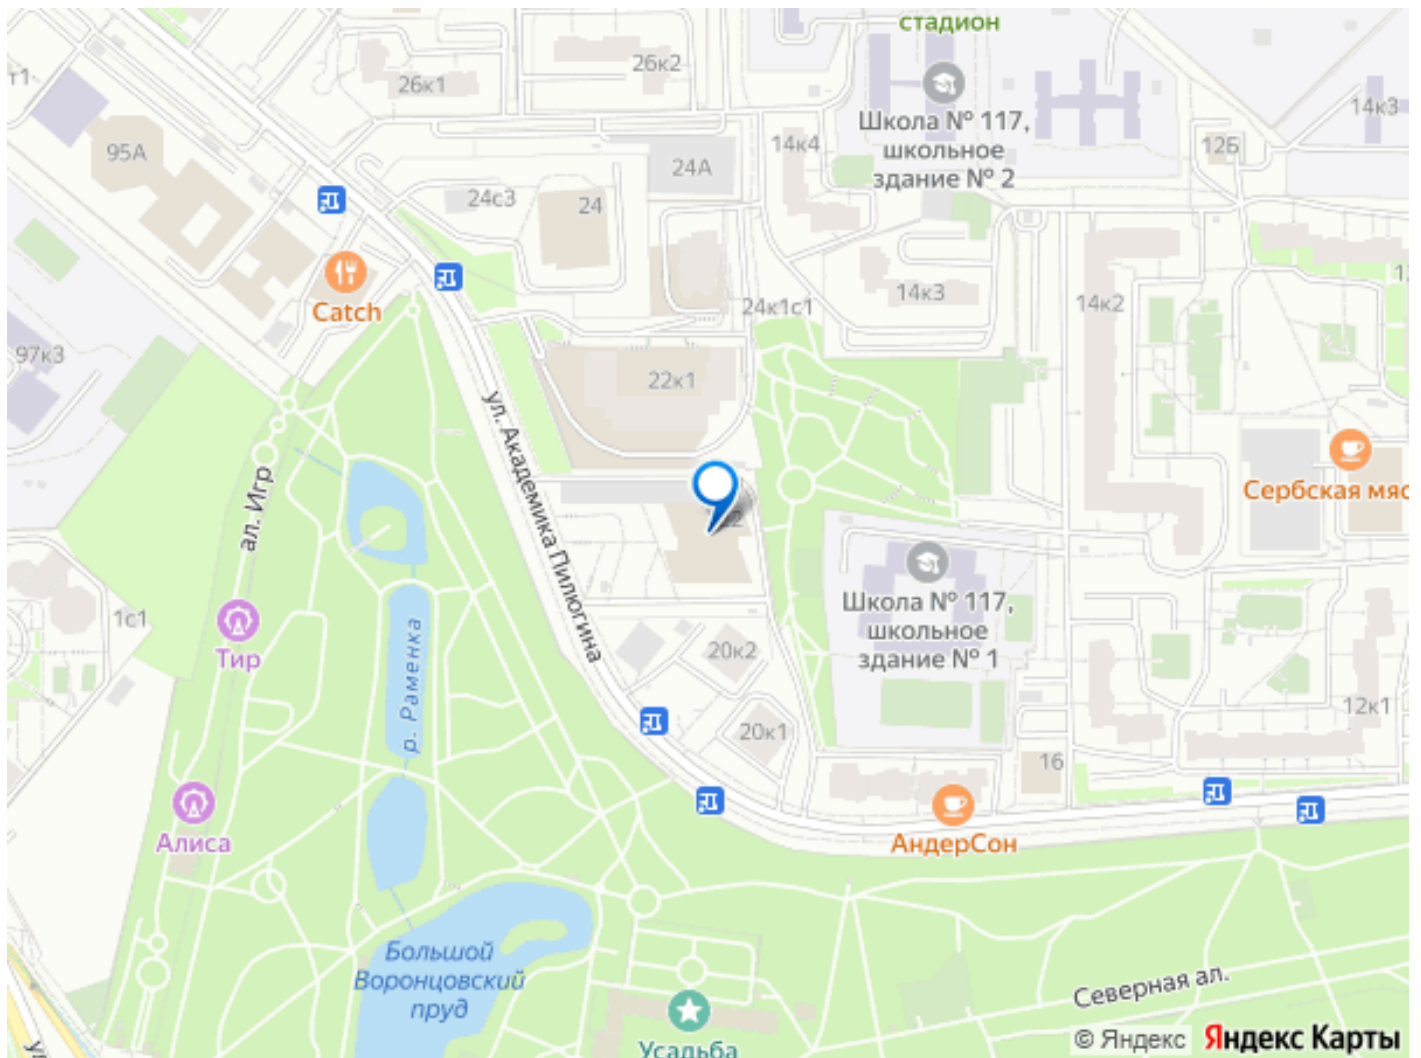 стадион
26к2
26к1
т1
14к3
Школа № 117,
школьное
здание № 2
14к4
12Б
95А
24А
24с3
24
Catch
24к1с1
14к3
14к2
97к3
22к1
ул. Академика Пилюгина
ал. Игр
Сербская мяс
Школа № 117,
школьное
здание № 1
1с1
Тир
р. Раменка
20к2
20к1
12к1
16
Алиса
АндерСон
Большой
Воронцовский
пруд
Северная ал.
Усадьба
© Яндекс Яндекс Карты